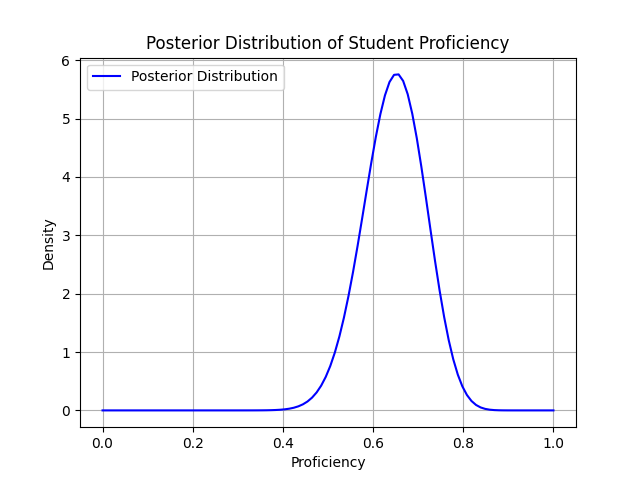 Posterior Distribution of Student Proficiency
Posterior Distribution
6
5
4
3
2
1
0
Density
0.0 0.2 0.4 0.6 0.8 1.0
Proficiency